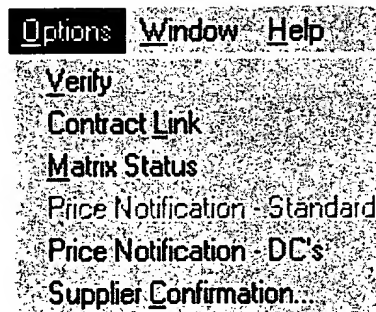 Options Window Help
Verify
Contract Link
Matrix Status
Price Notification - Standard
Price Notification - DC's
Supplier Confirmation...